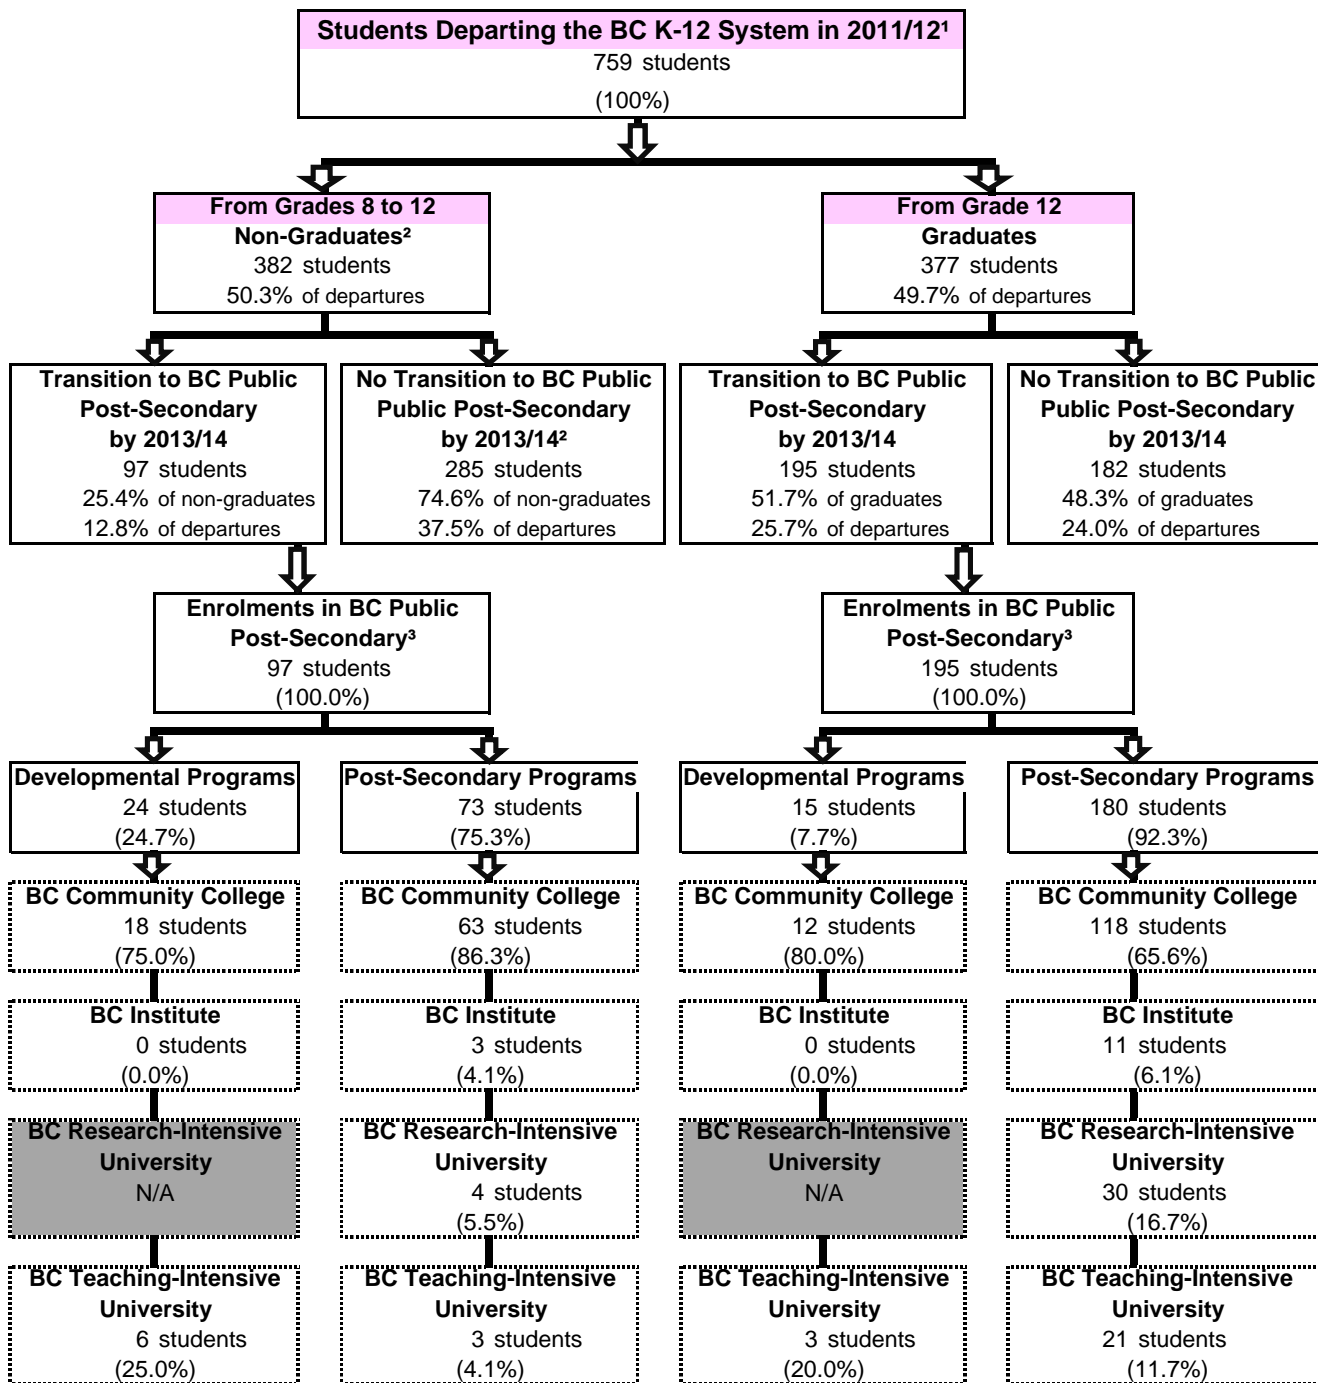 Students Departing the BC K-12 System in 2011/12¹
759 students
(100%)
From Grades 8 to 12
Non-Graduates²
382 students
50.3% of departures
From Grade 12
Graduates
377 students
49.7% of departures
Transition to BC Public
Post-Secondary
by 2013/14
97 students
25.4% of non-graduates
12.8% of departures
No Transition to BC Public
Public Post-Secondary
by 2013/14²
285 students
74.6% of non-graduates
37.5% of departures
Transition to BC Public
Post-Secondary
by 2013/14
195 students
51.7% of graduates
25.7% of departures
No Transition to BC Public
Public Post-Secondary
by 2013/14
182 students
48.3% of graduates
24.0% of departures
Enrolments in BC Public
Post-Secondary³
97 students
(100.0%)
Enrolments in BC Public
Post-Secondary³
195 students
(100.0%)
Developmental Programs
24 students
(24.7%)
Post-Secondary Programs
73 students
(75.3%)
Developmental Programs
15 students
(7.7%)
Post-Secondary Programs
180 students
(92.3%)
BC Community College
18 students
(75.0%)
BC Community College
63 students
(86.3%)
BC Community College
12 students
(80.0%)
BC Community College
118 students
(65.6%)
BC Institute
0 students
(0.0%)
BC Institute
3 students
(4.1%)
BC Institute
0 students
(0.0%)
BC Institute
11 students
(6.1%)
BC Research-Intensive
University
N/A
BC Research-Intensive
University
4 students
(5.5%)
BC Research-Intensive
University
N/A
BC Research-Intensive
University
30 students
(16.7%)
BC Teaching-Intensive
University
6 students
(25.0%)
BC Teaching-Intensive
University
3 students
(4.1%)
BC Teaching-Intensive
University
3 students
(20.0%)
BC Teaching-Intensive
University
21 students
(11.7%)